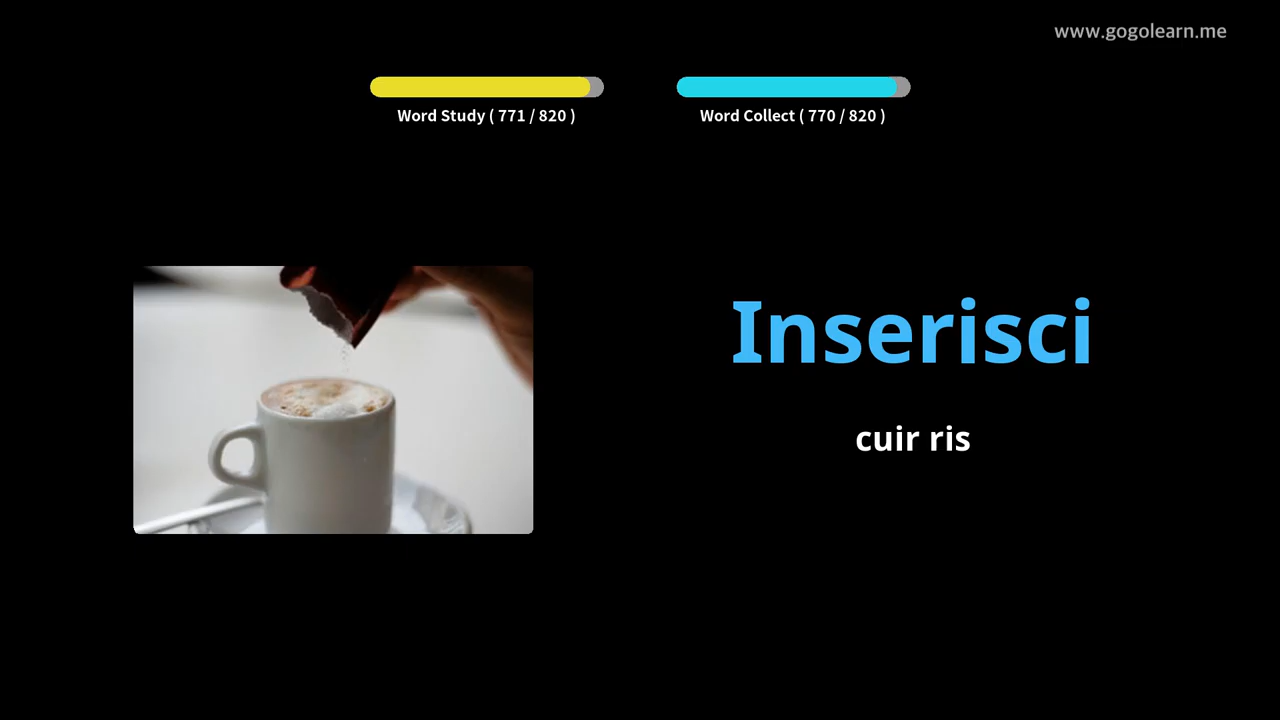 www.gogolearn.me
Word Study ( 771 / 820 )
Word Collect ( 770 / 820 )
Inserisci
cuir ris